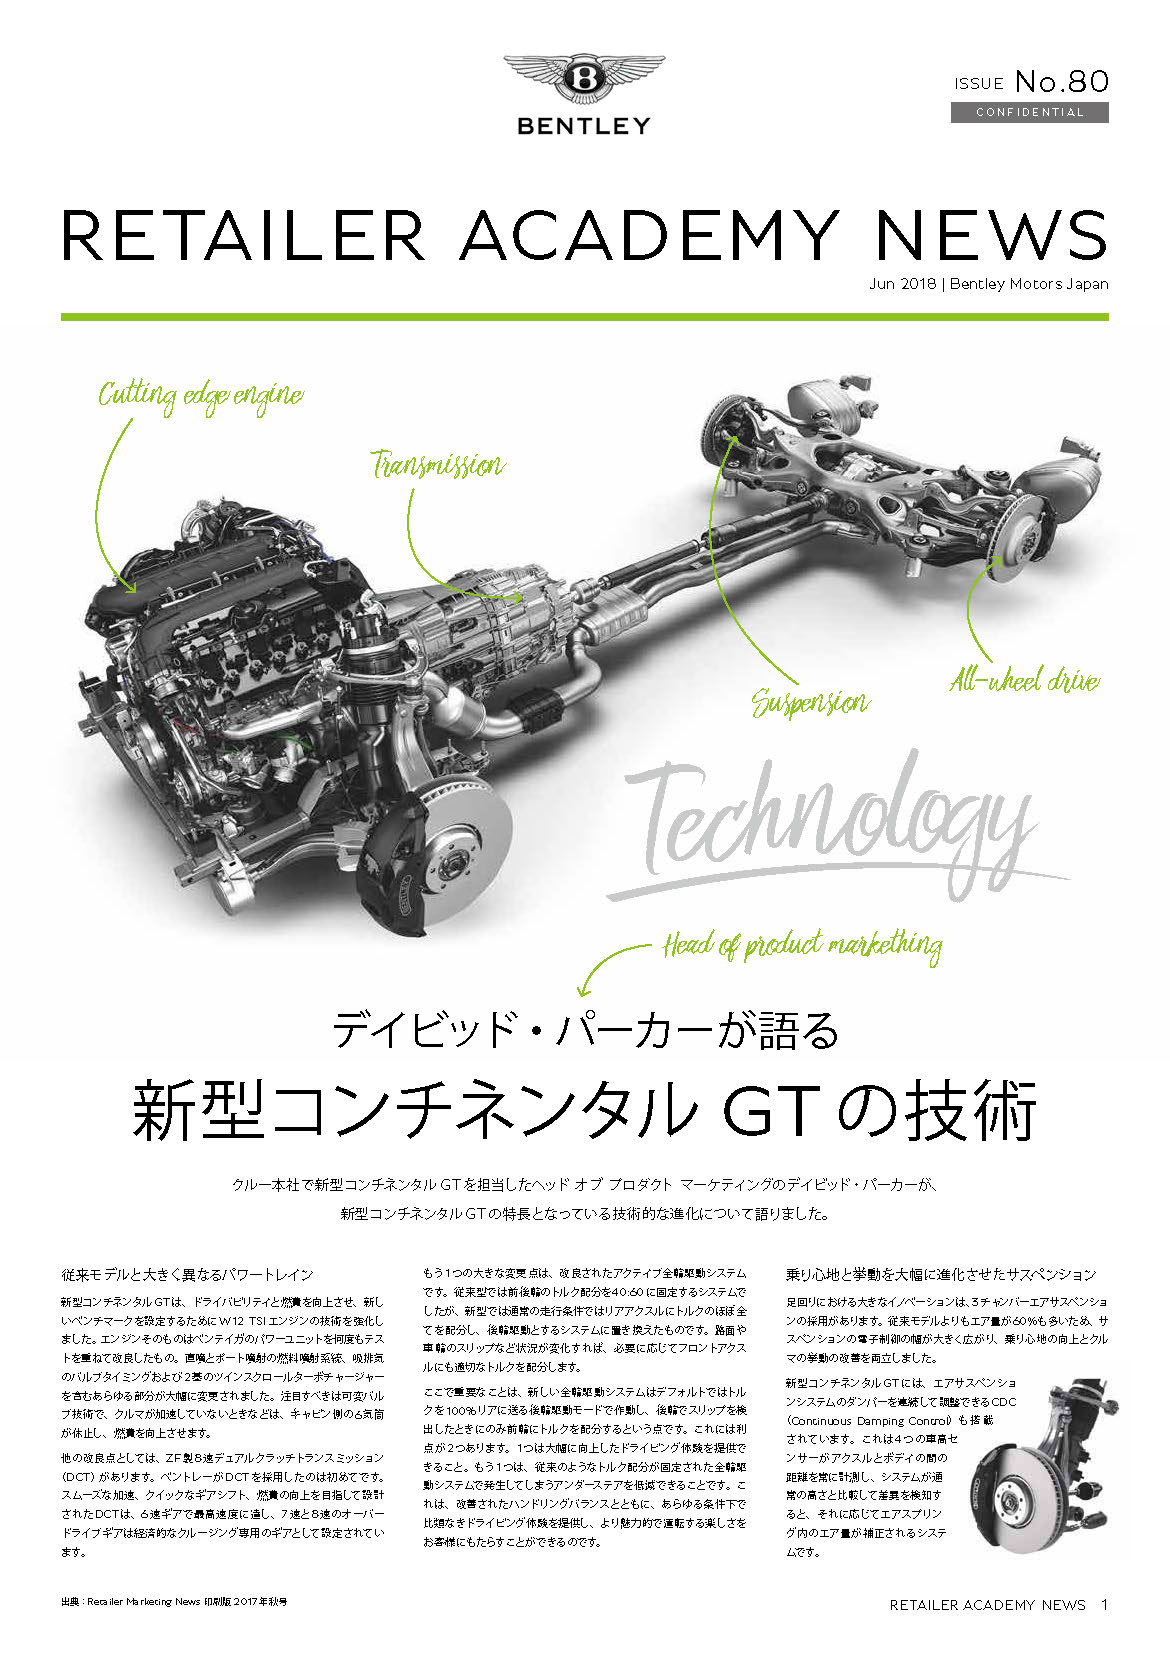 BENTLEY
ISSUE No.80
CONFIDENTIAL
RETAILER ACADEMY NEWS
Jun 2018 | Bentley Motors Japan
Cutting edge engine
Transmission
Suspension
All-wheel drive
Technology
BENTLEY
Head of product markething
デイビッド・パーカーが語る
新型コンチネンタル GT の技術
クルー本社で新型コンチネンタル GT を担当したヘッド オブ プロダクト マーケティングのデイビッド・パーカーが、
新型コンチネンタル GT の特長となっている技術的な進化について語りました。
従来モデルと大きく異なるパワートレイン
新型コンチネンタル GT は、ドライバビリティと燃費を向上させ、新し
いベンチマークを設定するために W12 TSI エンジンの技術を強化し
ました。エンジンそのものはベンテイガのパワーユニットを何度もテス
トを重ねて改良したもの。直噴とポート噴射の燃料噴射系統、吸排気
のバルブタイミングおよび 2 基のツインスクロールターボチャージャー
を含むあらゆる部分が大幅に変更されました。注目すべきは可変バル
ブ技術で、クルマが加速していないときなどは、キャビン側の 6 気筒
が休止し、燃費を向上させます。
他の改良点としては、ZF 製 8 速デュアルクラッチトランスミッション
（DCT）があります。ベントレーが DCT を採用したのは初めてです。
スムーズな加速、クイックなギアシフト、燃費の向上を目指して設計
された DCT は、6 速ギアで最高速度に達し、7 速と 8 速のオーバー
ドライブギアは経済的なクルージング専用のギアとして設定されてい
ます。
もう 1 つの大きな変更点は、改良されたアクティブ全輪駆動システム
です。従来型では前後輪のトルク配分を 40:60 に固定するシステムで
したが、新型では通常の走行条件ではリアアクスルにトルクのほぼ全
てを配分し、後輪駆動とするシステムに置き換えたものです。路面や
車輪のスリップなど状況が変化すれば、必要に応じてフロントアクス
ルにも適切なトルクを配分します。
ここで重要なことは、新しい全輪駆動システムはデフォルトではトル
クを 100% リアに送る後輪駆動モードで作動し、後輪でスリップを検
出したときにのみ前輪にトルクを配分するという点です。これには利
点が 2 つあります。1 つは大幅に向上したドライビング体験を提供で
きること。もう 1 つは、従来のようなトルク配分が固定された全輪駆
動システムで発生してしまうアンダーステアを低減できることです。こ
れは、改善されたハンドリングバランスとともに、あらゆる条件下で
比類なきドライビング体験を提供し、より魅力的で運転する楽しさを
お客様にもたらすことができるのです。
乗り心地と挙動を大幅に進化させたサスペンション
足回りにおける大きなイノベーションは、3 チャンバーエアサスペンショ
ンの採用があります。従来モデルよりもエア量が 60% も多いため、サ
スペンションの電子制御の幅が大きく広がり、乗り心地の向上とクル
マの挙動の改善を両立しました。
新型コンチネンタル GT には、エアサスペンショ
ンシステムのダンパーを連続して調整できる CDC
（Continuous Damping Control）も搭載
されています。これは 4 つの車高セ
ンサーがアクスルとボディの間の
距離を常に計測し、システムが通
常の高さと比較して差異を検知す
ると、それに応じてエアスプリン
グ内のエア量が補正されるシステ
ムです。
出典：Retailer Marketing News 印刷版 2017 年秋号
RETAILER ACADEMY NEWS 1